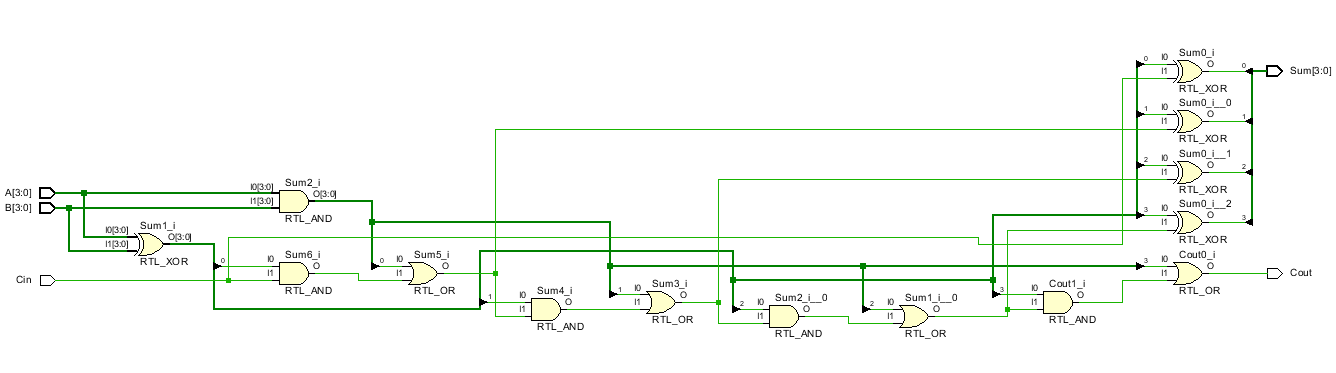 Sum0_i
0 I0 O 0
I1
RTL_XOR
Sum[3:0]
Sum0_i__0
1 I0 O 1
I1
RTL_XOR
Sum0_i__1
2 I0 O 2
I1
RTL_XOR
Sum0_i__2
3 I0 O 3
I1
RTL_XOR
A[3:0]
B[3:0]
Sum2_i
I0[3:0] O[3:0]
I1[3:0]
RTL_AND
Sum1_i
I0[3:0] O[3:0]
I1[3:0]
RTL_XOR
Cin
Sum6_i
0 I0 O
I1
RTL_AND
Sum5_i
0 I0 O
I1
RTL_OR
Sum4_i
1 I0 O
I1
RTL_AND
Sum3_i
1 I0 O
I1
RTL_OR
Sum2_i__0
2 I0 O
I1
RTL_AND
Sum1_i__0
2 I0 O
I1
RTL_OR
Cout1_i
3 I0 O
I1
RTL_AND
Cout0_i
3 I0 O
I1
RTL_OR
Cout